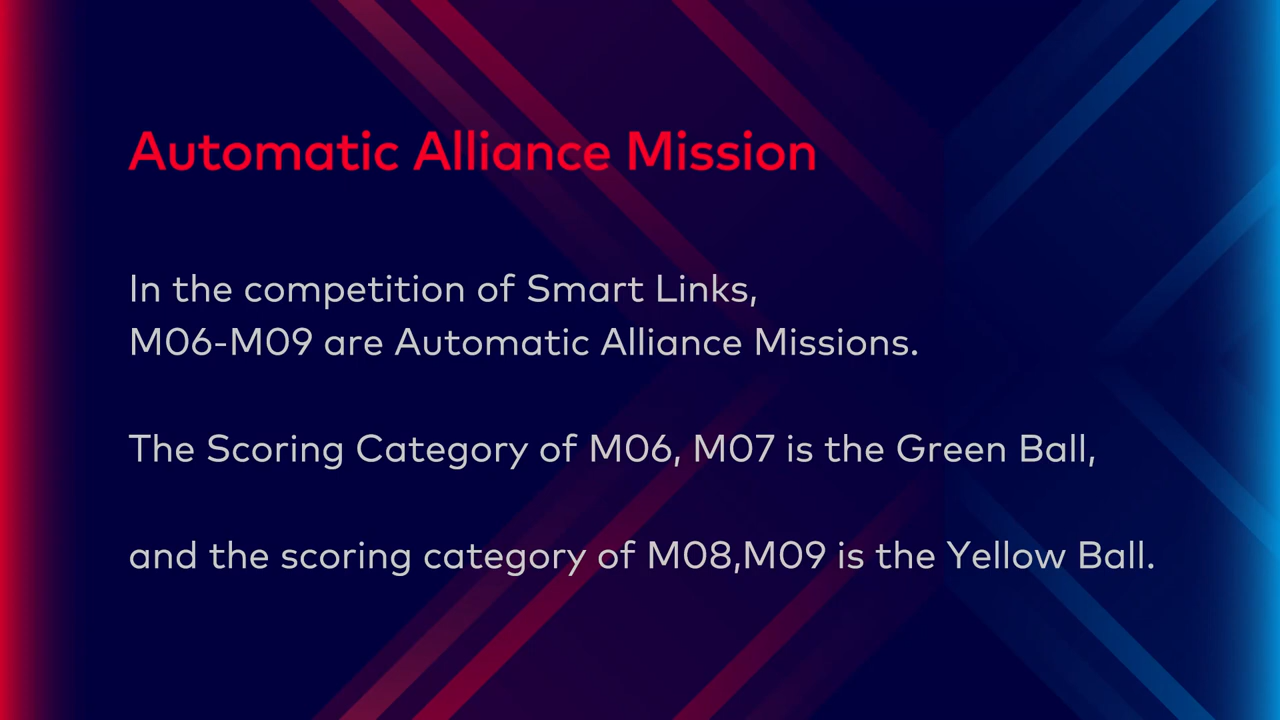 Automatic Alliance Mission
In the competition of Smart Links,
M06-M09 are Automatic Alliance Missions.
The Scoring Category of M06, M07 is the Green Ball,
and the scoring category of M08,M09 is the Yellow Ball.